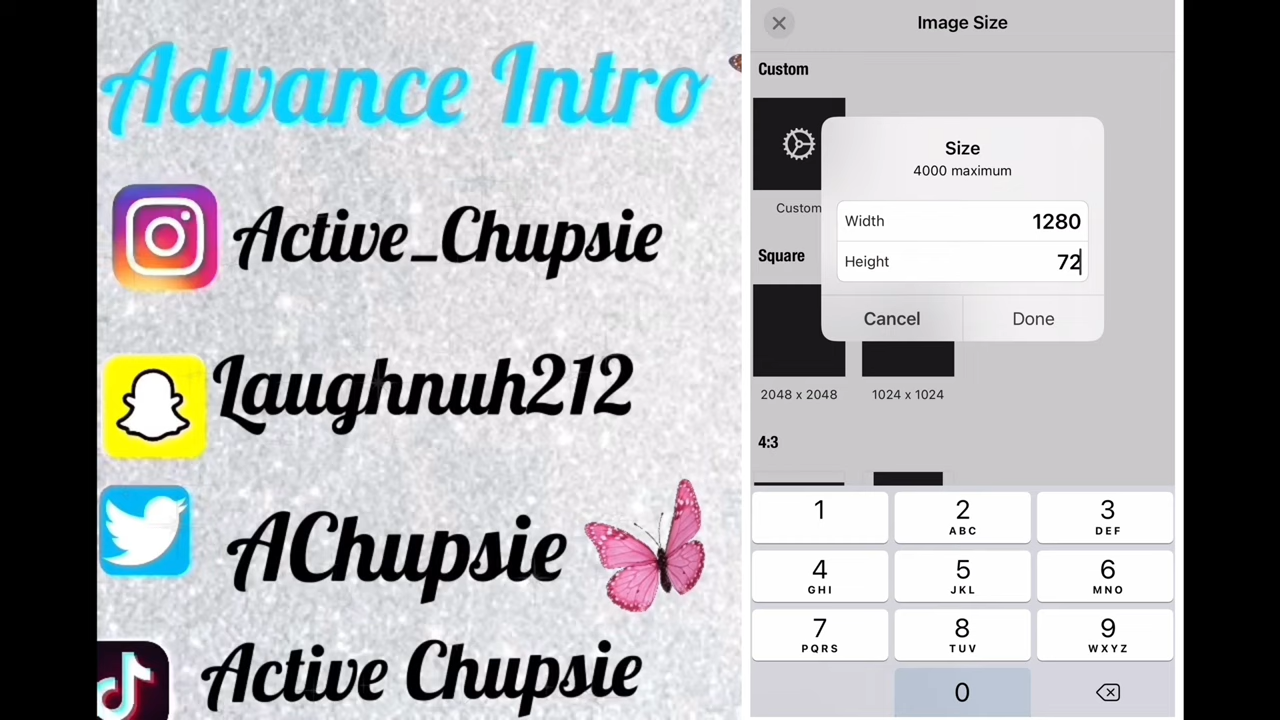 Advance Intro
Active_Chupsie
Laughnuh212
AChupsie
Active Chupsie
Image Size
Custom
Custom
Size
4000 maximum
Width 1280
Height 72
Cancel Done
Square
2048 x 2048 1024 x 1024
4:3
1 2 3
ABC DEF
4 5 6
GHI JKL MNO
7 8 9
PQRS TUV WXYZ
0